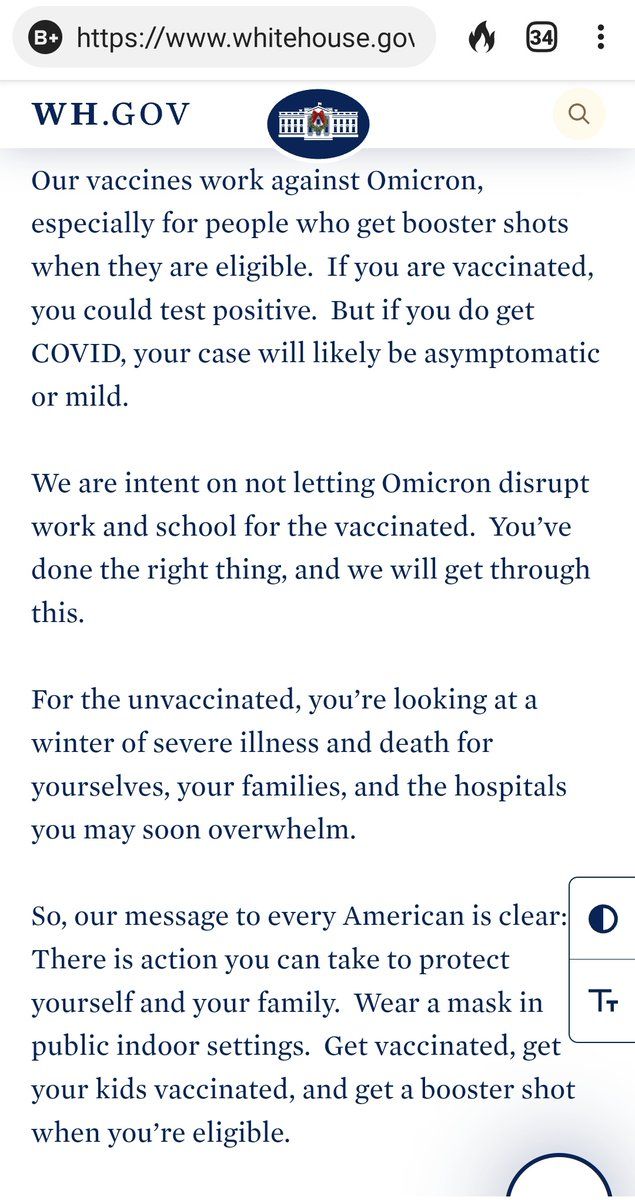 B+ https://www.whitehouse.gov 34
WH.GOV
Our vaccines work against Omicron,
especially for people who get booster shots
when they are eligible.  If you are vaccinated,
you could test positive.  But if you do get
COVID, your case will likely be asymptomatic
or mild.
We are intent on not letting Omicron disrupt
work and school for the vaccinated.  You’ve
done the right thing, and we will get through
this.
For the unvaccinated, you’re looking at a
winter of severe illness and death for
yourselves, your families, and the hospitals
you may soon overwhelm.
So, our message to every American is clear:
There is action you can take to protect
yourself and your family.  Wear a mask in
public indoor settings.  Get vaccinated, get
your kids vaccinated, and get a booster shot
when you’re eligible.
TT